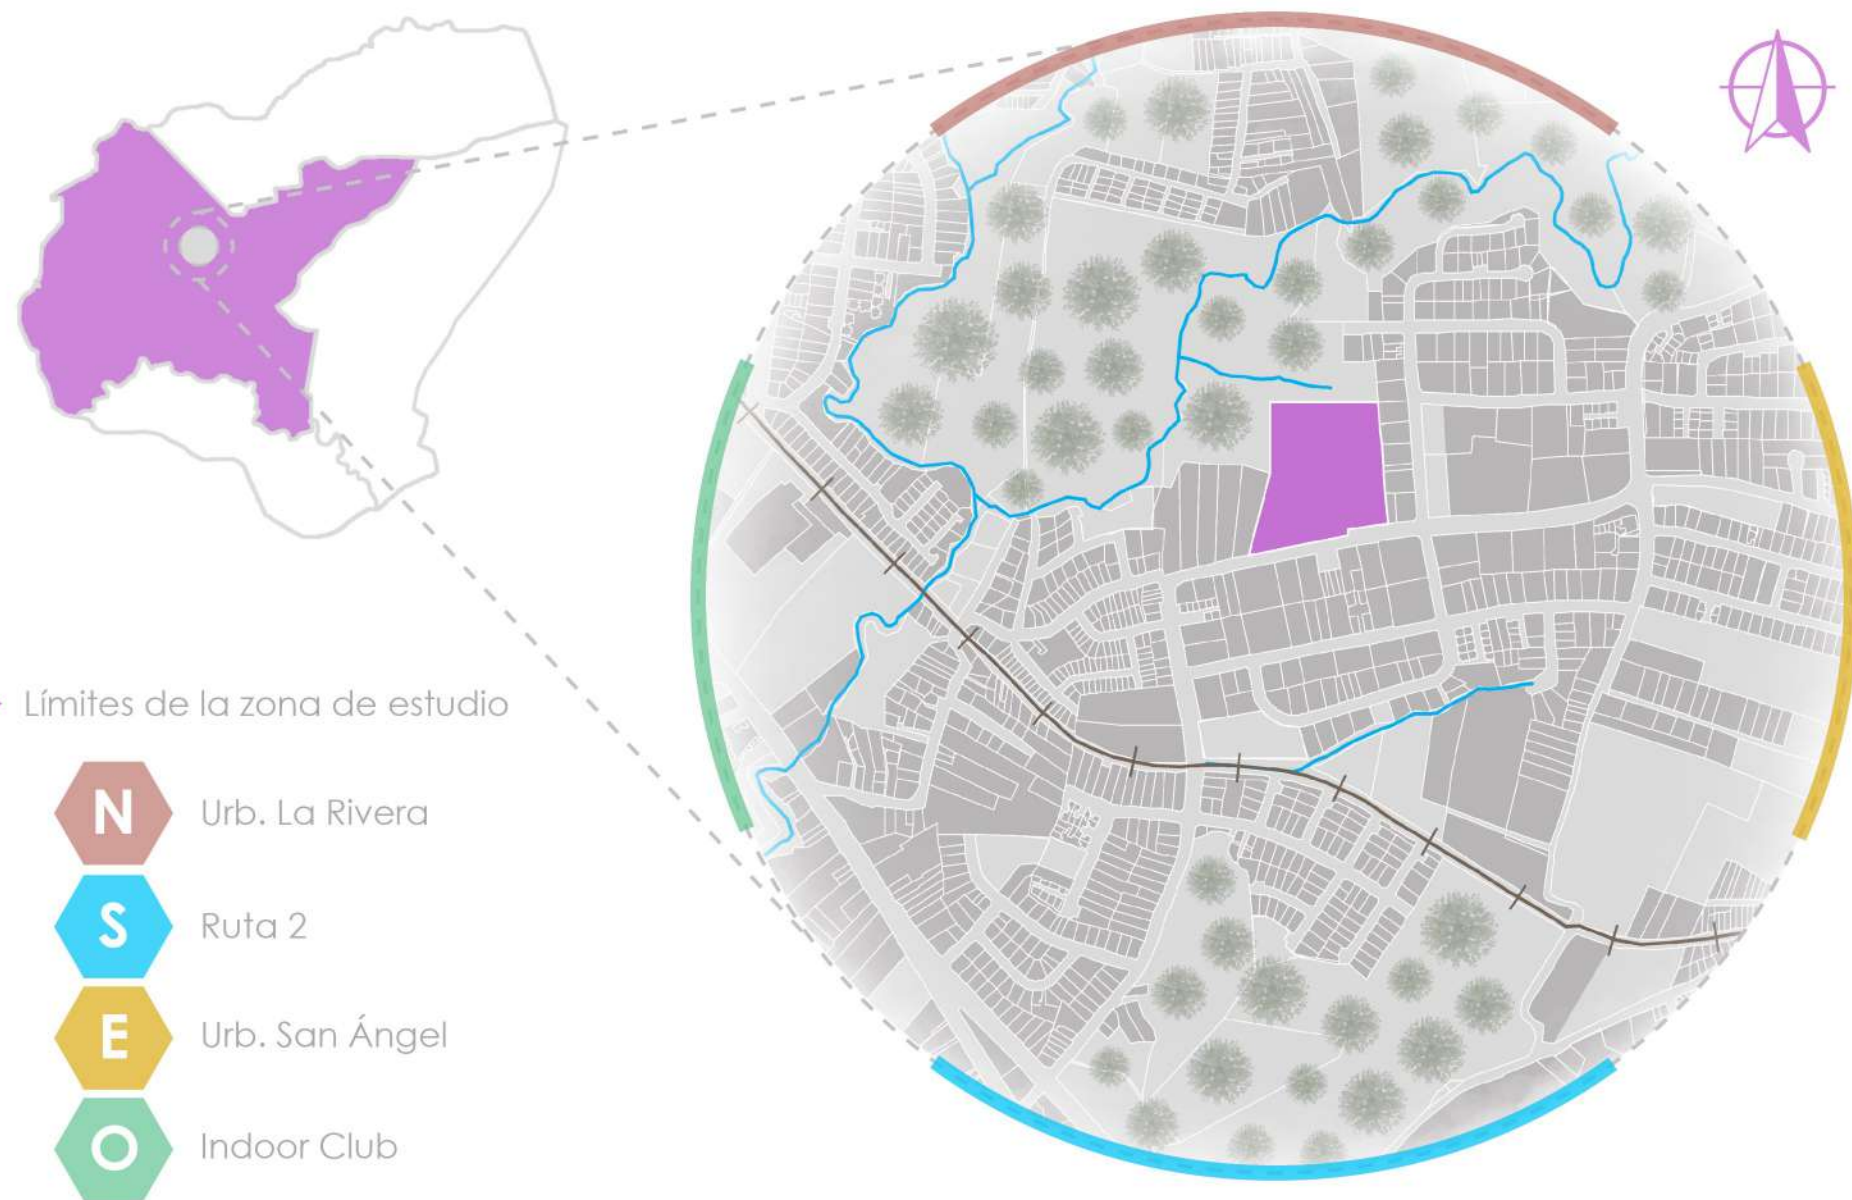 Límites de la zona de estudio
N Urb. La Rivera
S Ruta 2
E Urb. San Ángel
O Indoor Club